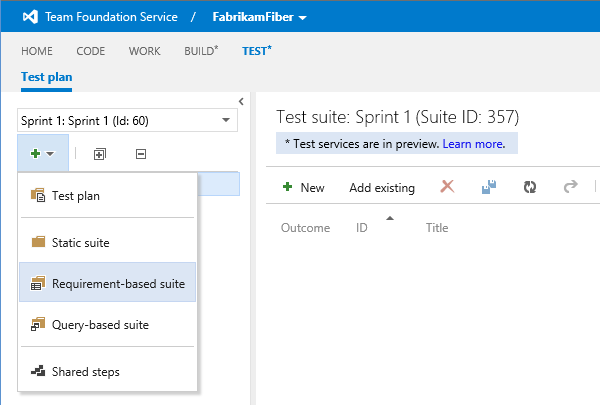 Team Foundation Service / FabrikamFiber
HOME CODE WORK BUILD* TEST*
Test plan
Sprint 1: Sprint 1 (Id: 60)
Test plan
Static suite
Requirement-based suite
Query-based suite
Shared steps
Test suite: Sprint 1 (Suite ID: 357)
* Test services are in preview. Learn more.
New Add existing
Outcome ID Title